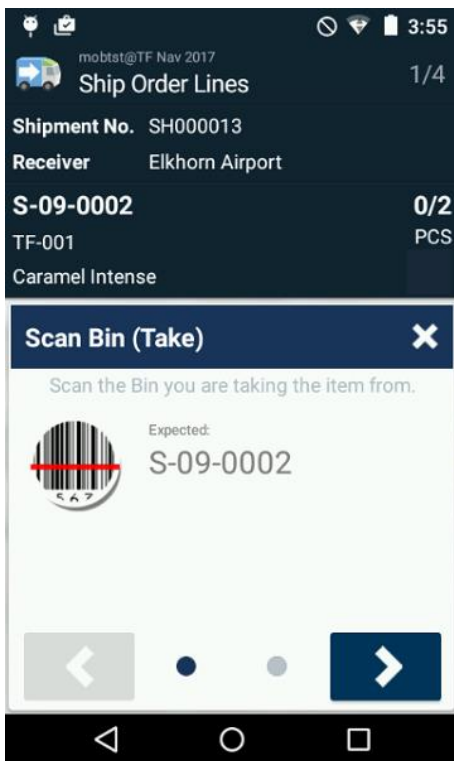 3:55
mobtst@TF Nav 2017
Ship Order Lines 1/4
Shipment No. SH000013
Receiver Elkhorn Airport
S-09-0002 0/2
TF-001 PCS
Caramel Intense
Scan Bin (Take)
Scan the Bin you are taking the item from.
Expected:
S-09-0002
567